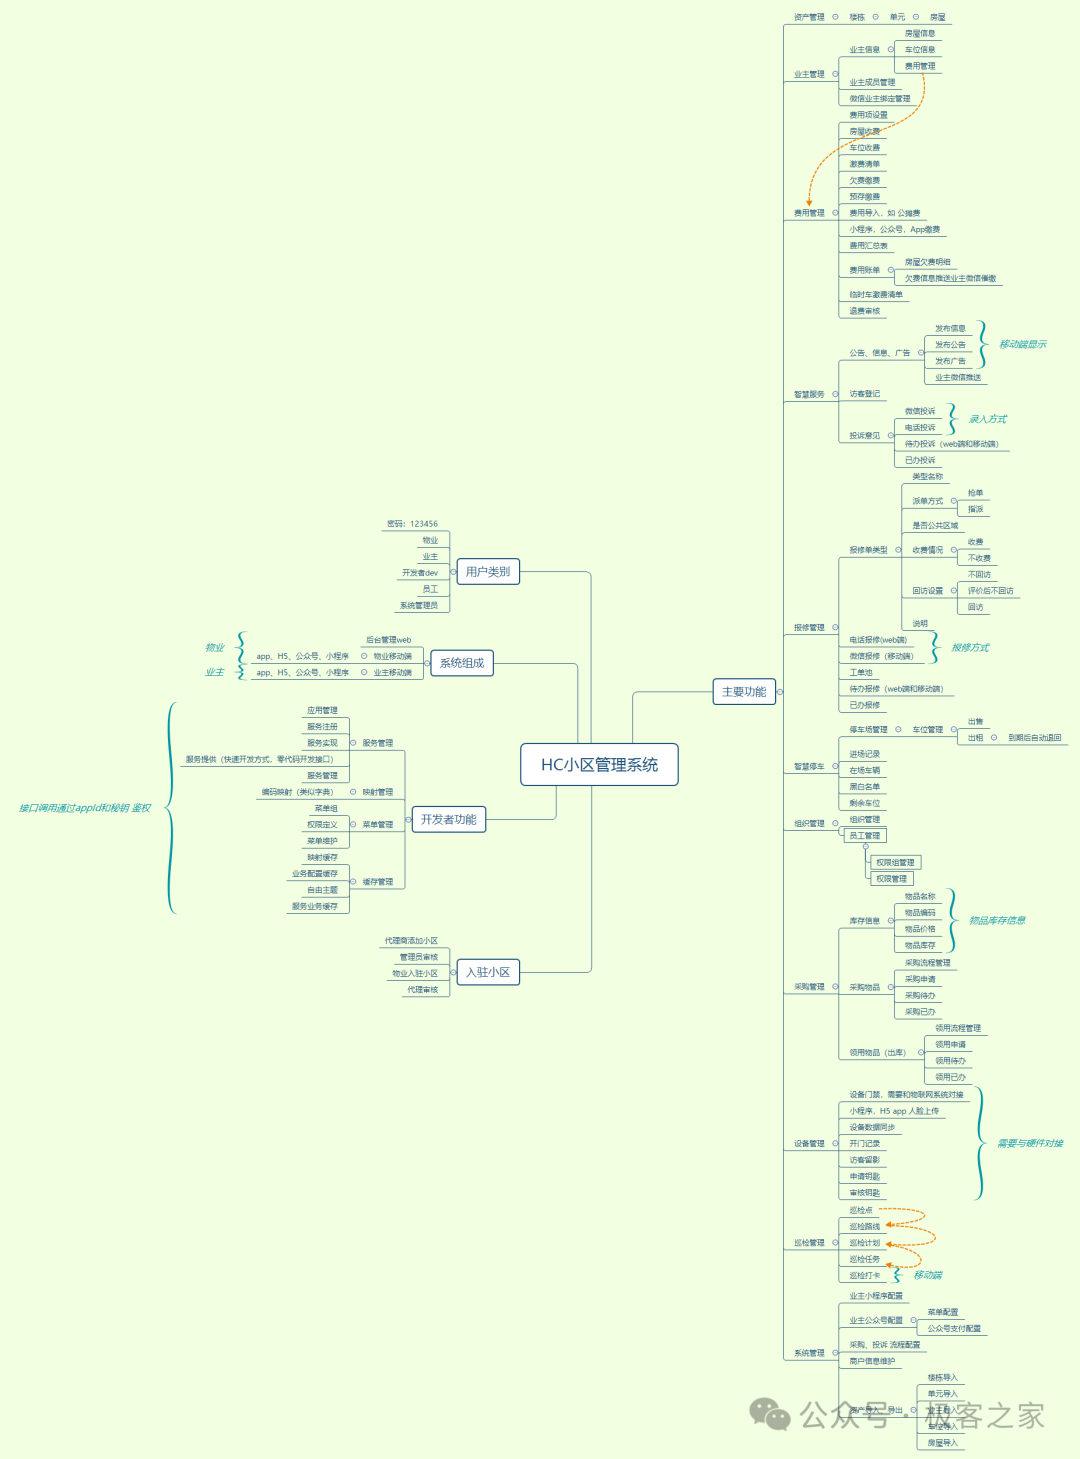 HC小区管理系统
用户类别
密码：123456
物业
业主
开发者dev
员工
系统管理员
系统组成
后台管理web
物业移动端
app、H5、公众号、小程序
物业
业主移动端
app、H5、公众号、小程序
业主
开发者功能
服务管理
应用管理
服务注册
服务实现
服务提供（快速开发方式，零代码开发接口）
服务管理
映射管理
编码映射（类似字典）
菜单管理
菜单组
权限定义
菜单维护
缓存管理
映射缓存
业务配置缓存
自由主题
服务业务缓存
接口调用通过appId和秘钥 鉴权
入驻小区
代理商添加小区
管理员审核
物业入驻小区
代理审核
主要功能
资产管理
楼栋
单元
房屋
业主管理
业主信息
房屋信息
车位信息
费用管理
业主成员管理
微信业主绑定管理
费用管理
费用项设置
房屋收费
车位收费
缴费清单
欠费缴费
预存缴费
费用导入，如 公摊费
小程序，公众号，App缴费
费用汇总表
费用账单
房屋欠费明细
欠费信息推送业主微信催缴
临时车缴费清单
退费审核
智慧服务
公告、信息、广告
发布信息
发布公告
发布广告
业主微信推送
移动端显示
访客登记
投诉意见
微信投诉
电话投诉
待办投诉（web端和移动端）
已办投诉
录入方式
报修管理
报修单类型
类型名称
派单方式
抢单
指派
是否公共区域
收费情况
收费
不收费
回访设置
不回访
评价后不回访
回访
说明
电话报修(web端)
微信报修（移动端）
报修方式
工单池
待办报修（web端和移动端）
已办报修
智慧停车
停车场管理
车位管理
出售
出租
到期后自动退回
进场记录
在场车辆
黑白名单
剩余车位
组织管理
组织管理
员工管理
权限组管理
权限管理
采购管理
库存信息
物品名称
物品编码
物品价格
物品库存
物品库存信息
采购物品
采购流程管理
采购申请
采购待办
采购已办
领用物品（出库）
领用流程管理
领用申请
领用待办
领用已办
设备管理
设备门禁，需要和物联网系统对接
小程序，H5 app 人脸上传
设备数据同步
开门记录
访客留影
申请钥匙
审核钥匙
需要与硬件对接
巡检管理
巡检点
巡检路线
巡检计划
巡检任务
巡检打卡
移动端
系统管理
业主小程序配置
业主公众号配置
菜单配置
公众号支付配置
采购、投诉 流程配置
商户信息维护
资产导入、导出
楼栋导入
单元导入
业主导入
车位导入
房屋导入
公众号·极客之家